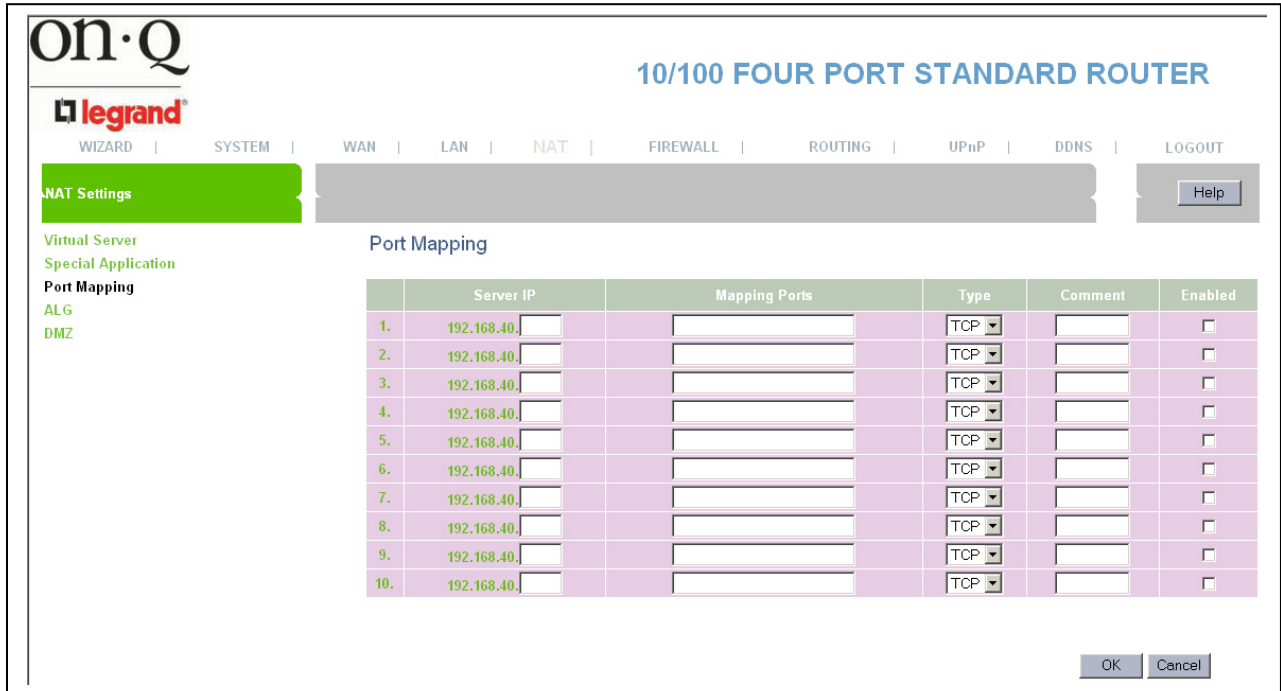 on·Q
legrand®
10/100 FOUR PORT STANDARD ROUTER
WIZARD | SYSTEM | WAN | LAN | NAT | FIREWALL | ROUTING | UPnP | DDNS | LOGOUT
NAT Settings
Help
Virtual Server
Special Application
Port Mapping
ALG
DMZ
Port Mapping
Server IP Mapping Ports Type Comment Enabled
1. 192.168.40. TCP
2. 192.168.40. TCP
3. 192.168.40. TCP
4. 192.168.40. TCP
5. 192.168.40. TCP
6. 192.168.40. TCP
7. 192.168.40. TCP
8. 192.168.40. TCP
9. 192.168.40. TCP
10. 192.168.40. TCP
OK Cancel